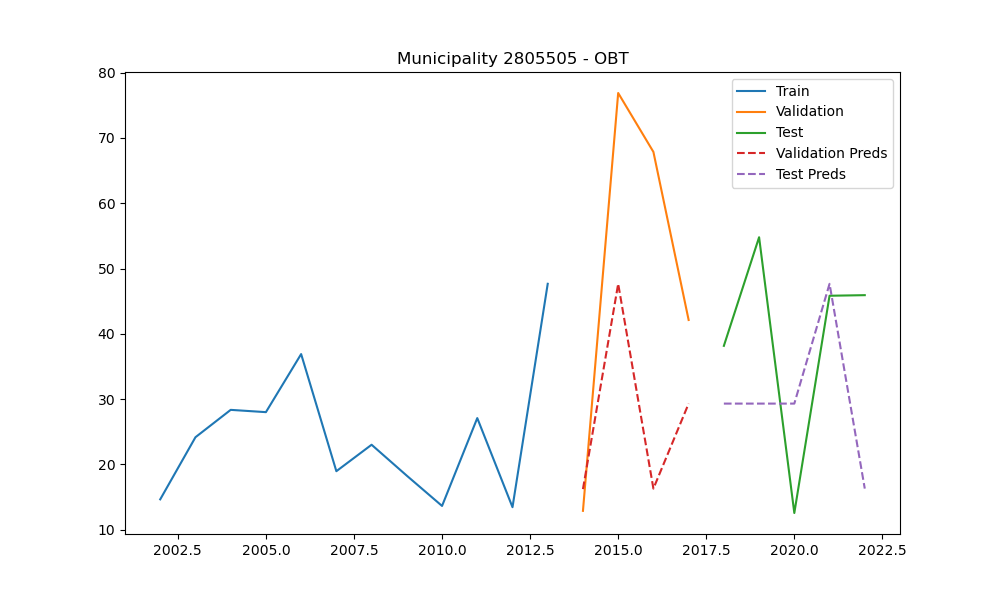 Municipality 2805505 - OBT
80
70
60
50
40
30
20
10
2002.5 2005.0 2007.5 2010.0 2012.5 2015.0 2017.5 2020.0 2022.5
Train
Validation
Test
Validation Preds
Test Preds